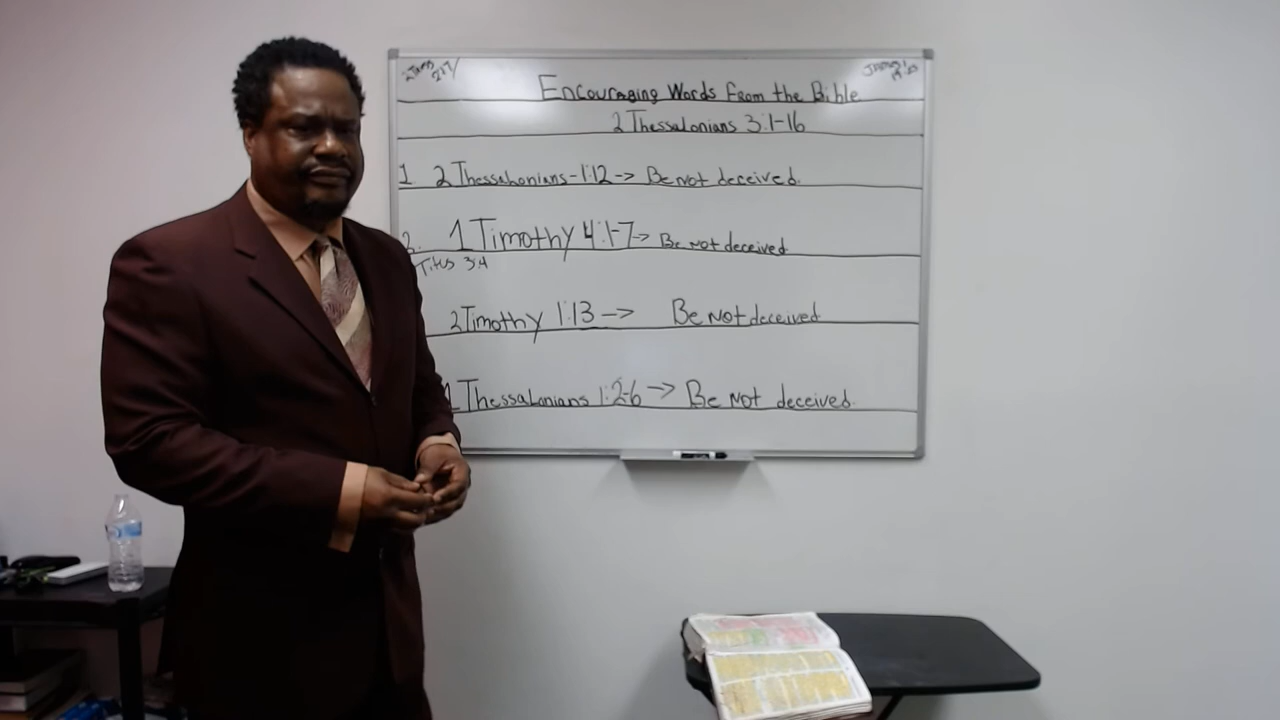 Encouraging Words From the Bible
2 Thessalonians 3:1-16
1 2 Thessalonians-1:12-> Be not deceived.
2. 1 Timothy 4:1-7-> Be not deceived
Titus 3:4
2 Timothy 1:13 -> Be Not deceived
1 Thessalonians 1:2-6 -> Be Not deceived.